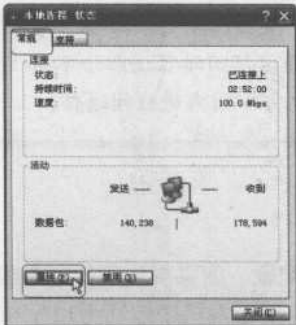 本地连接 状态
常规 支持
连接
状态: 已连接上
持续时间: 02:52:00
速度: 100.0 Mbps
活动
发送 — — 收到
数据包: 140,238 | 178,594
属性(P) 禁用(D)
关闭(C)